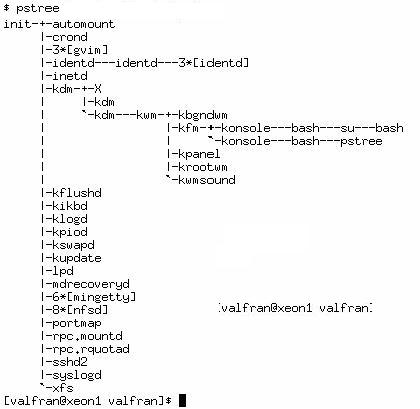 $ pstree
init-+-automount
     |-crond
     |-3*[gvim]
     |-identd---identd---3*[identd]
     |-inetd
     |-kdm-+-X
     |     |-kdm
     |     `-kdm---kwm-+-kbgndwm
     |                 |-kfm-+-konsole---bash---su---bash
     |                 |     `-konsole---bash---pstree
     |                 |-kpanel
     |                 |-krootwm
     |                 `-kwmsound
     |-kflushd
     |-kikbd
     |-klogd
     |-kpiod
     |-kswapd
     |-kupdate
     |-lpd
     |-mdrecoveryd
     |-6*[mingetty]
     |-8*[nfsd]
[valfran@xeon1 valfran]
     |-portmap
     |-rpc.mountd
     |-rpc.rquotad
     |-sshd2
     |-syslogd
     `-xfs
[valfran@xeon1 valfran]$